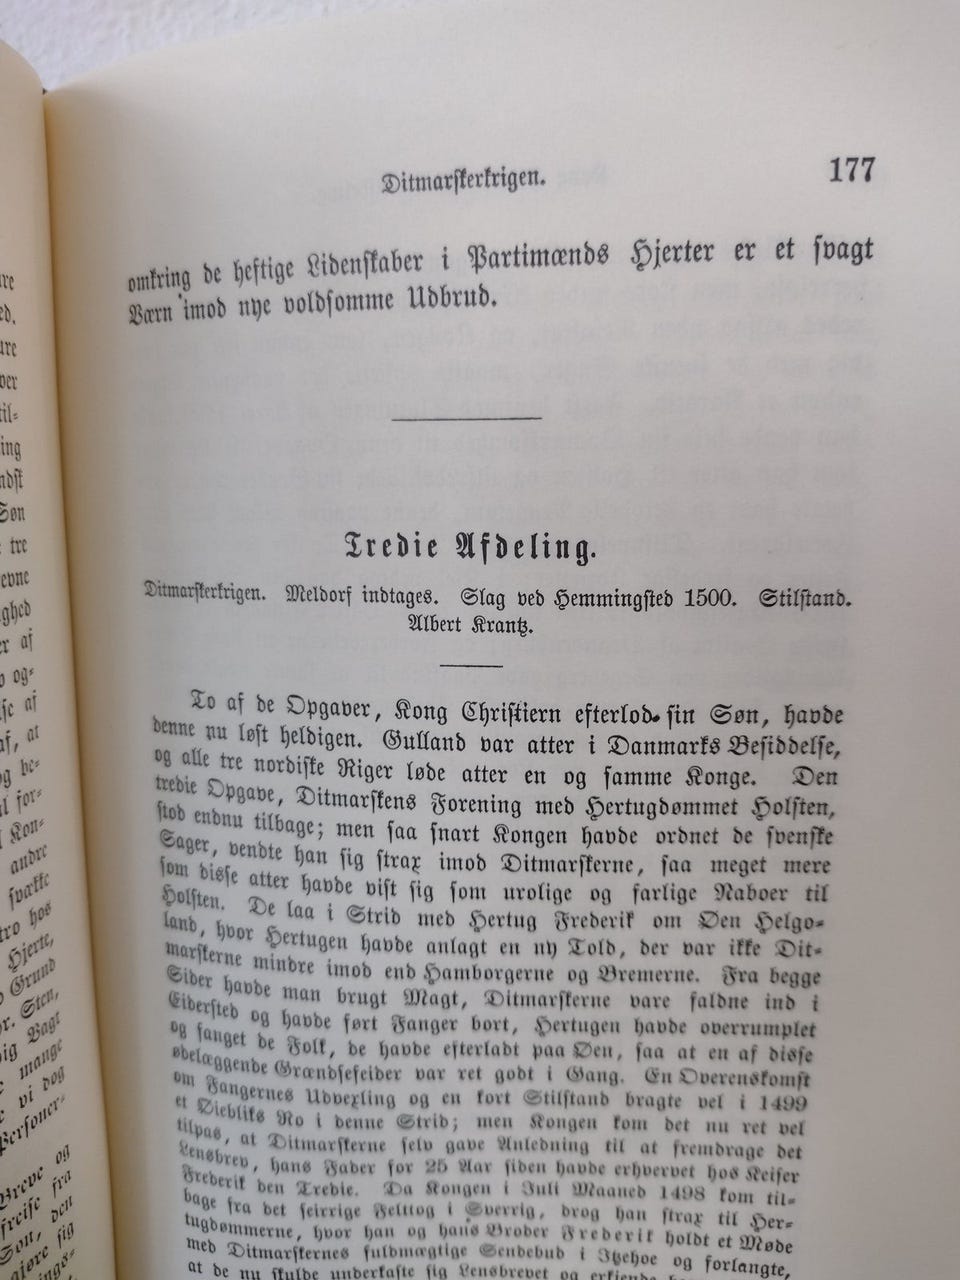 Ditmarskerkrigen. 177
omkring de heftige Lidenskaber i Partimænds Hjerter er et svagt
Værn imod nye voldsomme Udbrud.
Tredie Afdeling.
Ditmarskerkrigen. Meldorf indtages. Slag ved Hemmingsted 1500. Stilstand.
Albert Krantz.
To af de Opgaver, Kong Christiern efterlod sin Søn, havde
denne nu løst heldigen. Gulland var atter i Danmarks Besiddelse,
og alle tre nordiske Riger løde atter en og samme Konge. Den
tredie Opgave, Ditmarskens Forening med Hertugdømmet Holsten,
stod endnu tilbage; men saa snart Kongen havde ordnet de svenske
Sager, vendte han sig strax imod Ditmarskerne, saa meget mere
som disse atter havde vist sig som urolige og farlige Naboer til
Holsten. De laa i Strid med Hertug Frederik om Øen Helgo-
land, hvor Hertugen havde anlagt en ny Told, der var ikke Dit-
marskerne mindre imod end Hamborgerne og Bremerne. Fra begge
Sider havde man brugt Magt, Ditmarskerne vare faldne ind i
Eidersted og havde ført Fanger bort, Hertugen havde overrumplet
og fanget de Folk, de havde efterladt paa Øen, saa at en af disse
ødelæggende Grændsefeider var ret godt i Gang. En Overenskomst
om Fangernes Udvexling og en kort Stilstand bragte vel i 1499
et Øiebliks Ro i denne Strid; men Kongen kom det nu ret vel
tilpas, at Ditmarskerne selv gave Anledning til at fremdrage det
Lensbrev, hans Fader for 25 Aar siden havde erhvervet hos Keiser
Frederik den Tredie. Da Kongen i Juli Maaned 1498 kom til-
bage fra det seirrige Felttog i Sverrig, drog han strax til Her-
tugdømmerne, hvor han og hans Broder Frederik holdt et Møde
med Ditmarskernes fuldmægtige Sendebud i Itzehoe og forlangte,
at de nu skulde underkaste sig Lensbrevet og erkjende